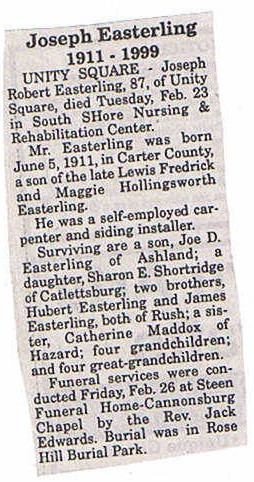 Joseph Easterling
1911 - 1999
UNITY SQUARE - Joseph
Robert Easterling, 87, of Unity
Square, died Tuesday, Feb. 23
in South SHore Nursing &
Rehabilitation Center.
Mr. Easterling was born
June 5, 1911, in Carter County,
a son of the late Lewis Fredrick
and Maggie Hollingsworth
Easterling.
He was a self-employed car-
penter and siding installer.
Surviving are a son, Joe D.
Easterling of Ashland; a
daughter, Sharon E. Shortridge
of Catlettsburg; two brothers,
Hubert Easterling and James
Easterling, both of Rush; a sis-
ter, Catherine Maddox of
Hazard; four grandchildren;
and four great-grandchildren.
Funeral services were con-
ducted Friday, Feb. 26 at Steen
Funeral Home-Cannonsburg
Chapel by the Rev. Jack
Edwards. Burial was in Rose
Hill Burial Park.